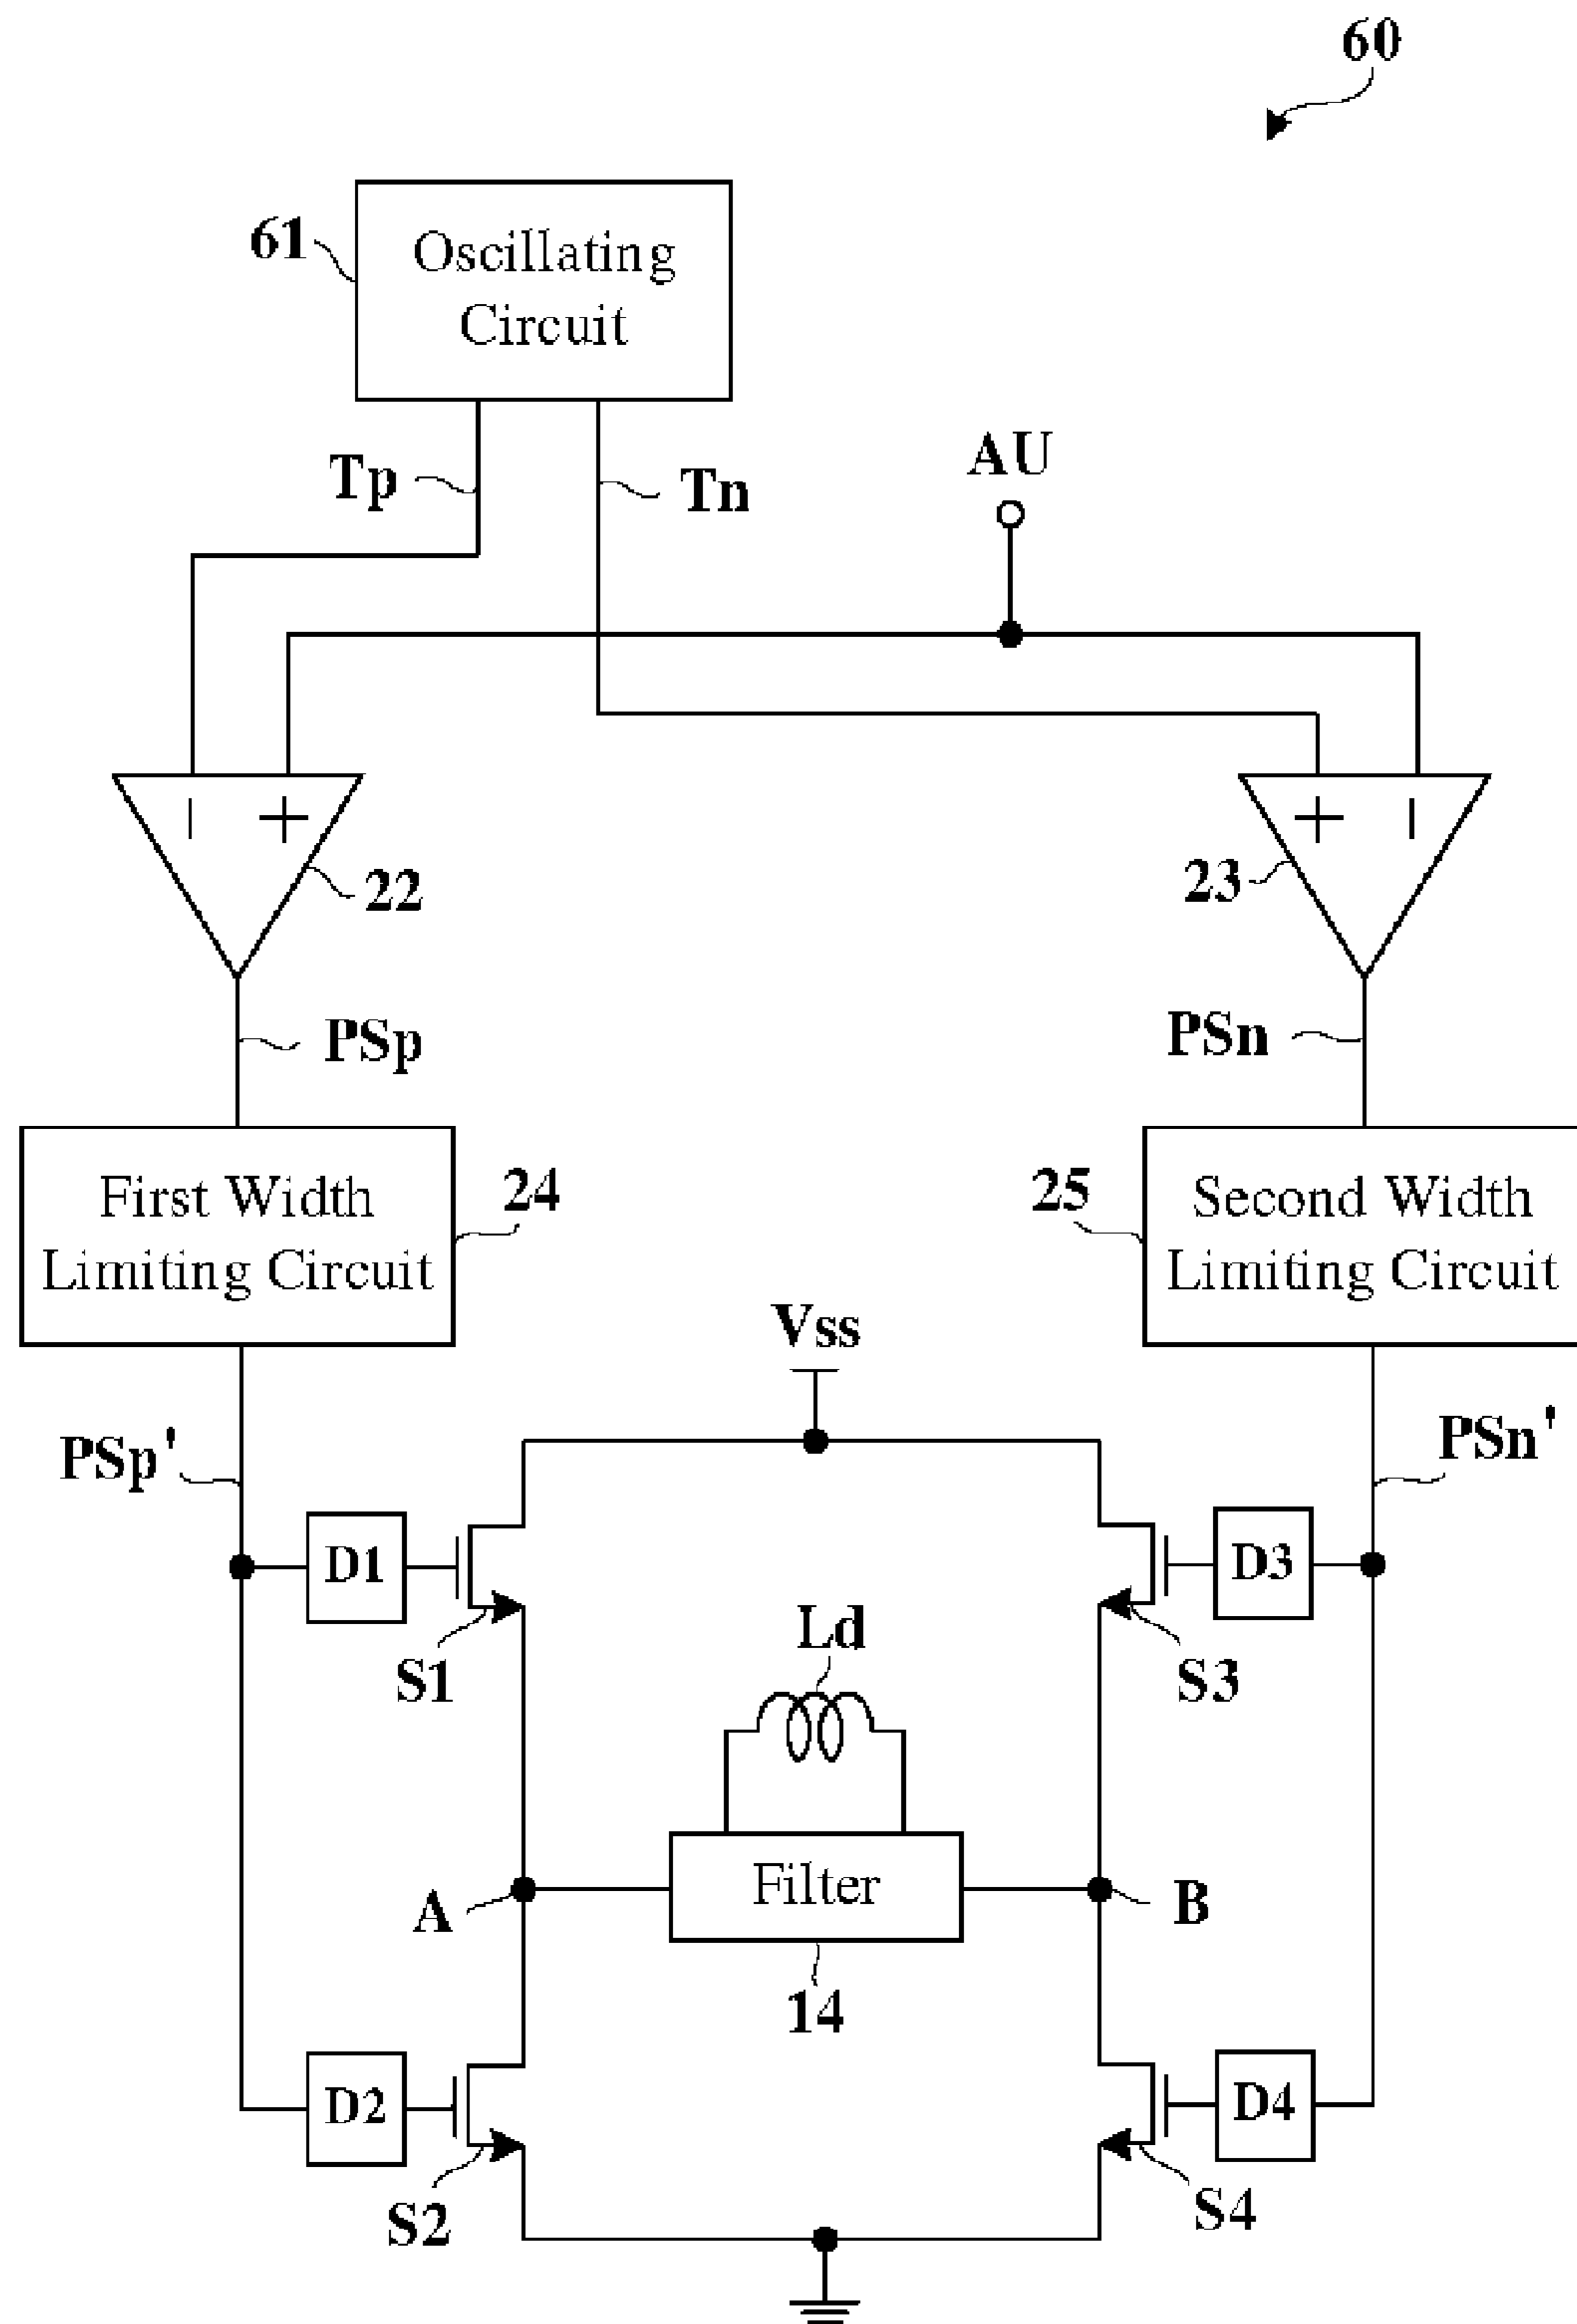 60
61
Oscillating
Circuit
Tp
Tn
AU
22
23
PSp
PSn
First Width
Limiting Circuit
24
25
Second Width
Limiting Circuit
Vss
PSp'
PSn'
D1
D3
S1
Ld
S3
Filter
A
B
14
D2
D4
S2
S4